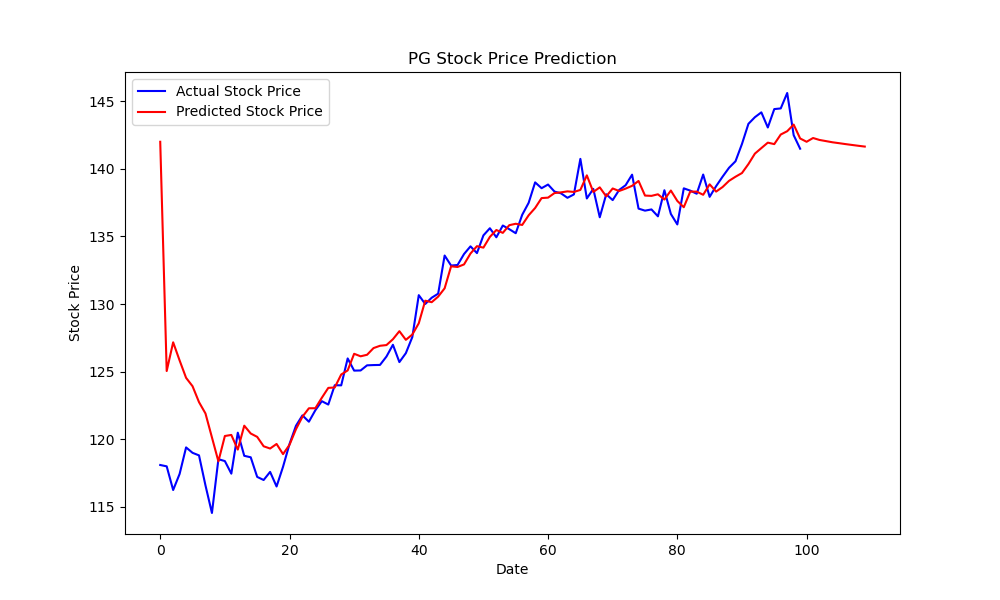 PG Stock Price Prediction
Actual Stock Price
Predicted Stock Price
Stock Price
145
140
135
130
125
120
115
0 20 40 60 80 100
Date